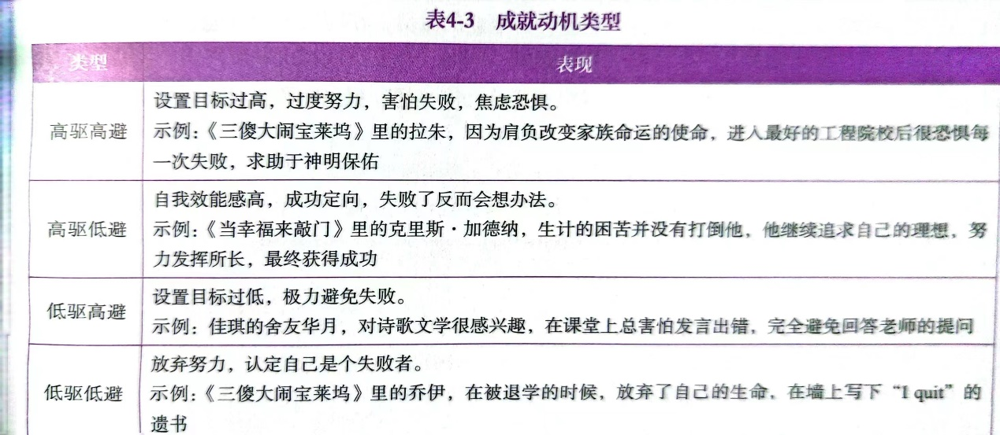 表4-3 成就动机类型
类型 表现
设置目标过高，过度努力，害怕失败，焦虑恐惧。
高驱高避 示例：《三傻大闹宝莱坞》里的拉朱，因为肩负改变家族命运的使命，进入最好的工程院校后很恐惧每
一次失败，求助于神明保佑
自我效能感高，成功定向，失败了反而会想办法。
高驱低避 示例：《当幸福来敲门》里的克里斯·加德纳，生计的困苦并没有打倒他，他继续追求自己的理想，努
力发挥所长，最终获得成功
低驱高避 设置目标过低，极力避免失败。
示例：佳琪的舍友华月，对诗歌文学很感兴趣，在课堂上总害怕发言出错，完全避免回答老师的提问
放弃努力，认定自己是个失败者。
低驱低避 示例：《三傻大闹宝莱坞》里的乔伊，在被退学的时候，放弃了自己的生命，在墙上写下“I quit”的
遗书